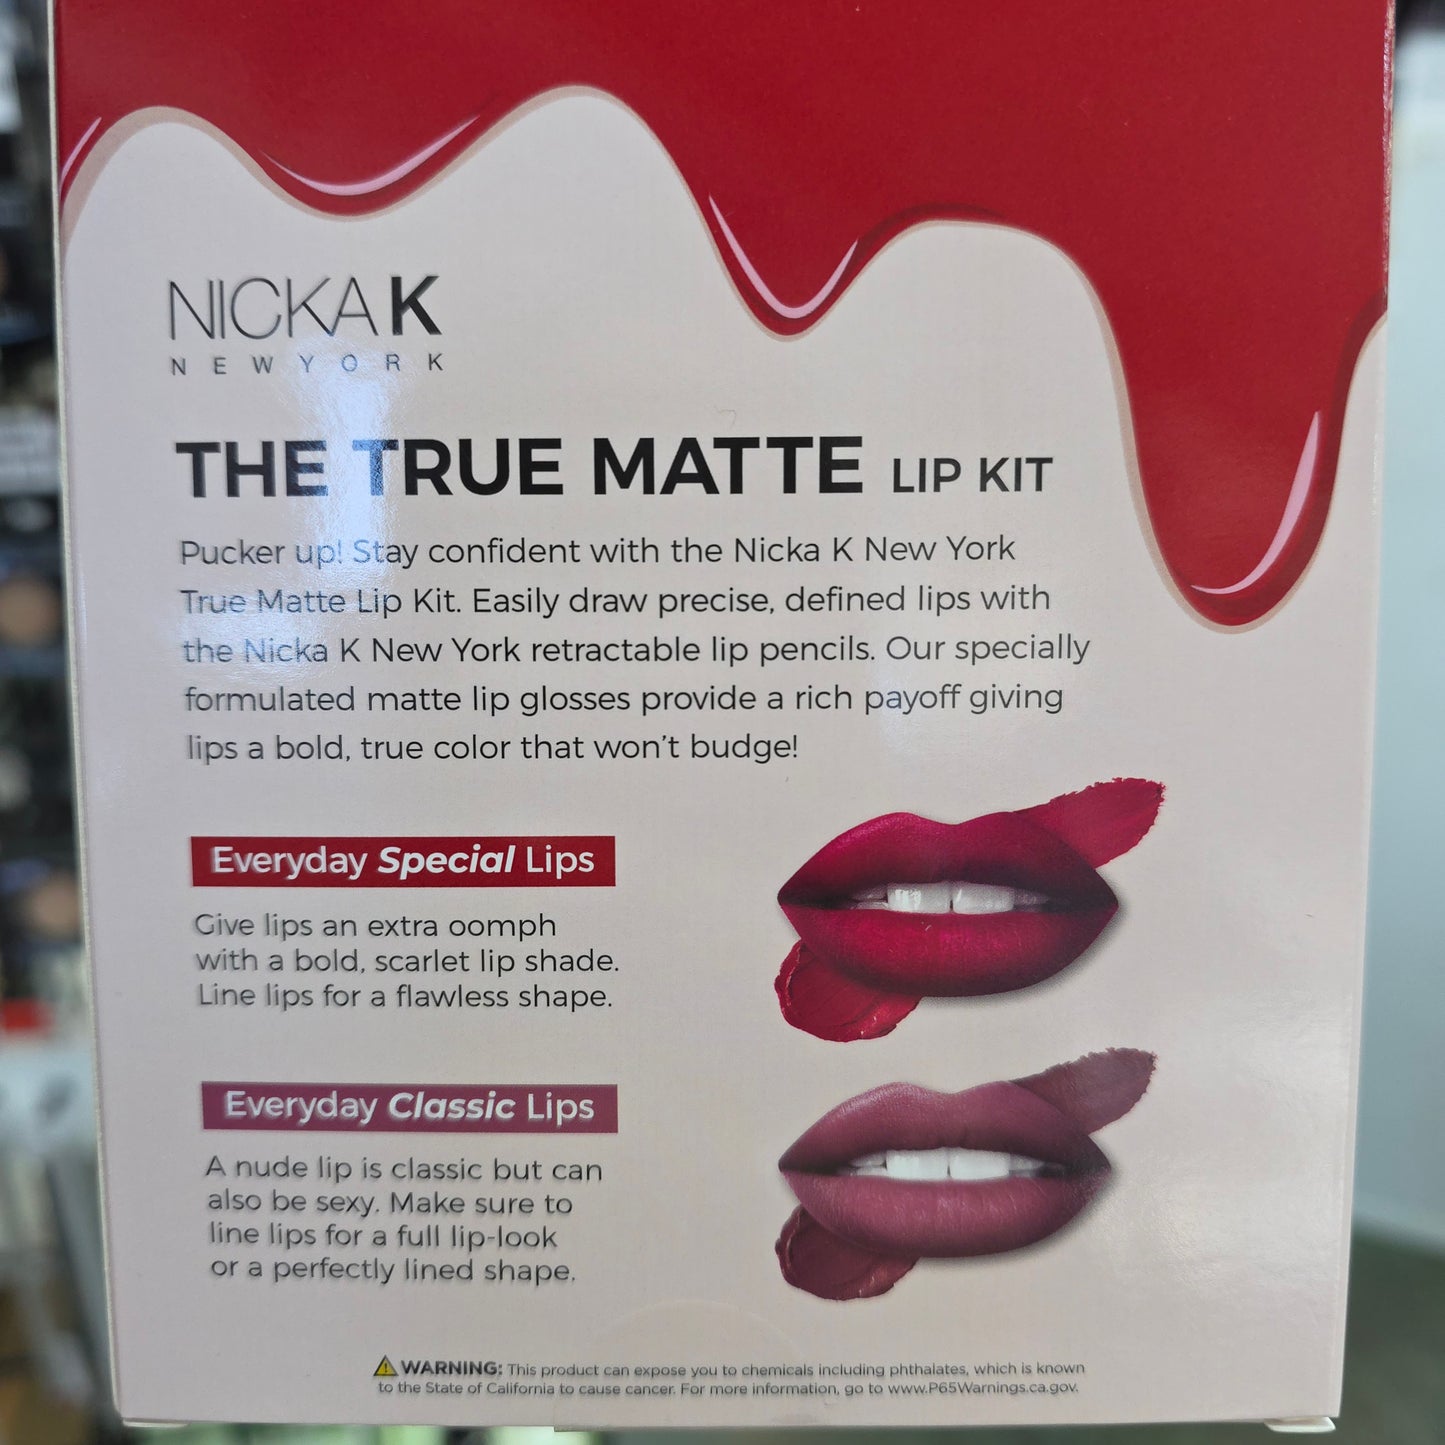 NICKA K
NEW YORK
THE TRUE MATTE LIP KIT
Pucker up! Stay confident with the Nicka K New York
True Matte Lip Kit. Easily draw precise, defined lips with
the Nicka K New York retractable lip pencils. Our specially
formulated matte lip glosses provide a rich payoff giving
lips a bold, true color that won't budge!
Everyday Special Lips
Give lips an extra oomph
with a bold, scarlet lip shade.
Line lips for a flawless shape.
Everyday Classic Lips
A nude lip is classic but can
also be sexy. Make sure to
line lips for a full lip-look
or a perfectly lined shape.
WARNING: This product can expose you to chemicals including phthalates, which is known
to the State of California to cause cancer. For more information, go to www.P65Warnings.ca.gov.